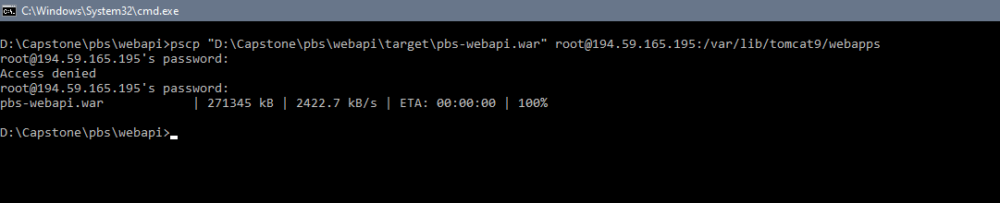 C:\Windows\System32\cmd.exe
D:\Capstone\pbs\webapi>pscp "D:\Capstone\pbs\webapi\target\pbs-webapi.war" root@194.59.165.195:/var/lib/tomcat9/webapps
root@194.59.165.195's password:
Access denied
root@194.59.165.195's password:
pbs-webapi.war            | 271345 kB | 2422.7 kB/s | ETA: 00:00:00 | 100%
D:\Capstone\pbs\webapi>